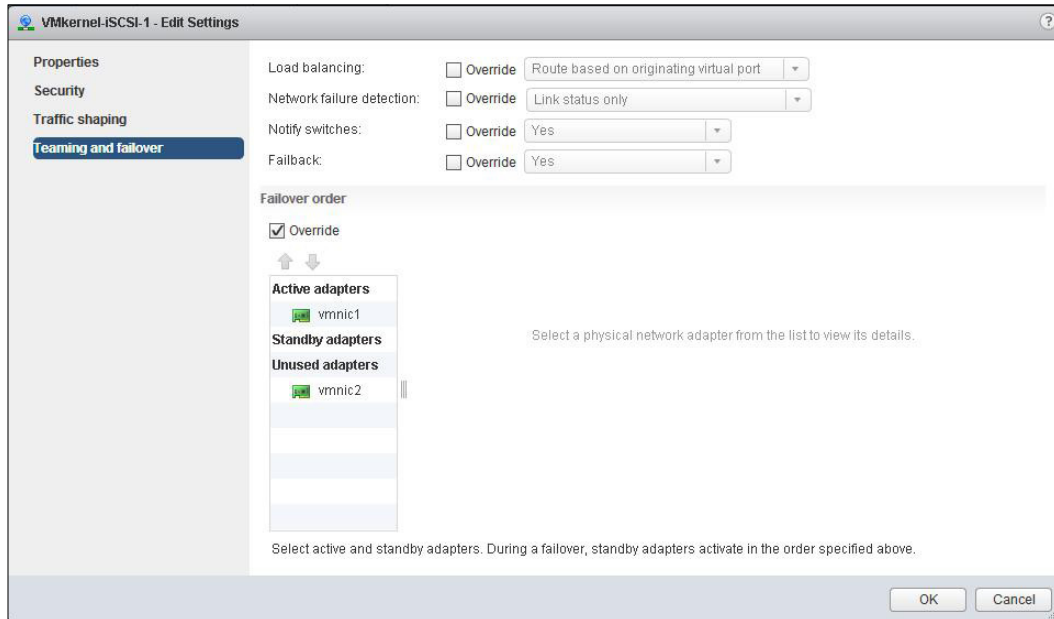 VMkernel-iSCSI-1 - Edit Settings
?
Properties
Security
Traffic shaping
Teaming and failover
Load balancing: Override Route based on originating virtual port
Network failure detection: Override Link status only
Notify switches: Override Yes
Failback: Override Yes
Failover order
Override
Active adapters
vmnic1
Standby adapters
Unused adapters
vmnic2
Select a physical network adapter from the list to view its details.
Select active and standby adapters. During a failover, standby adapters activate in the order specified above.
OK Cancel